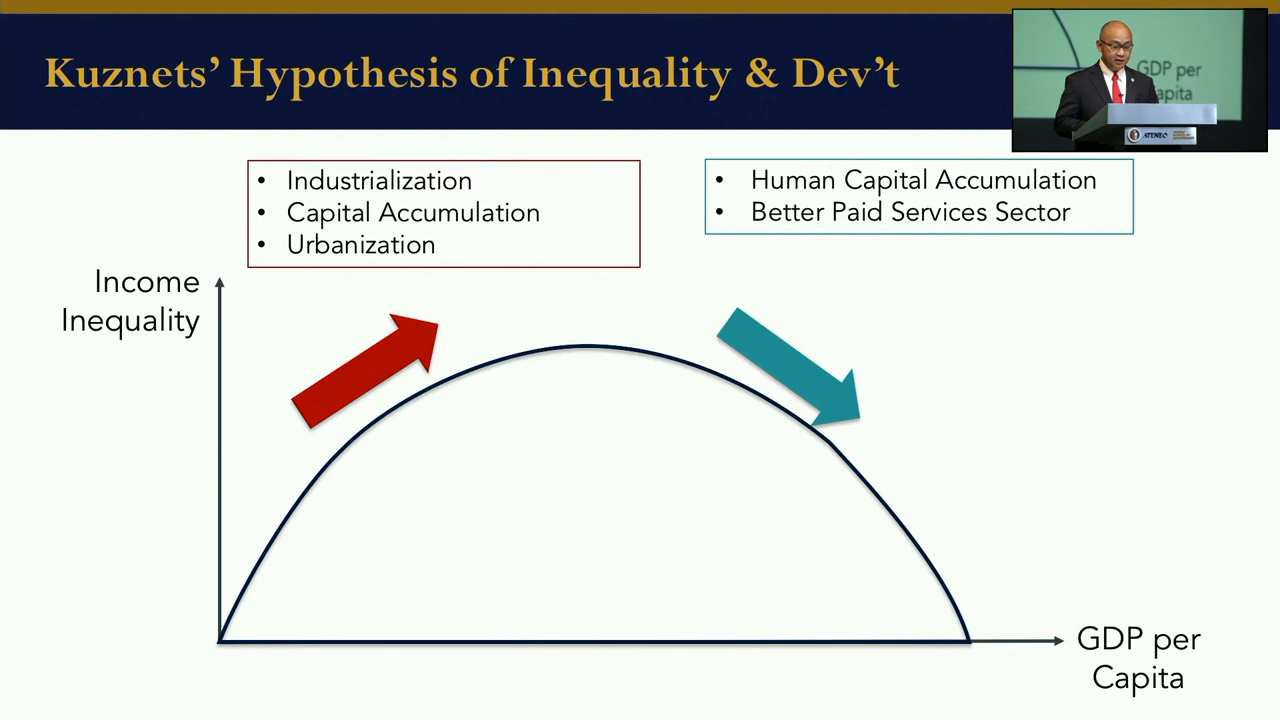 Kuznets’ Hypothesis of Inequality & Dev’t
GDP per
Capita
ATENEO
• Industrialization
• Capital Accumulation
• Urbanization
• Human Capital Accumulation
• Better Paid Services Sector
Income
Inequality
GDP per
Capita